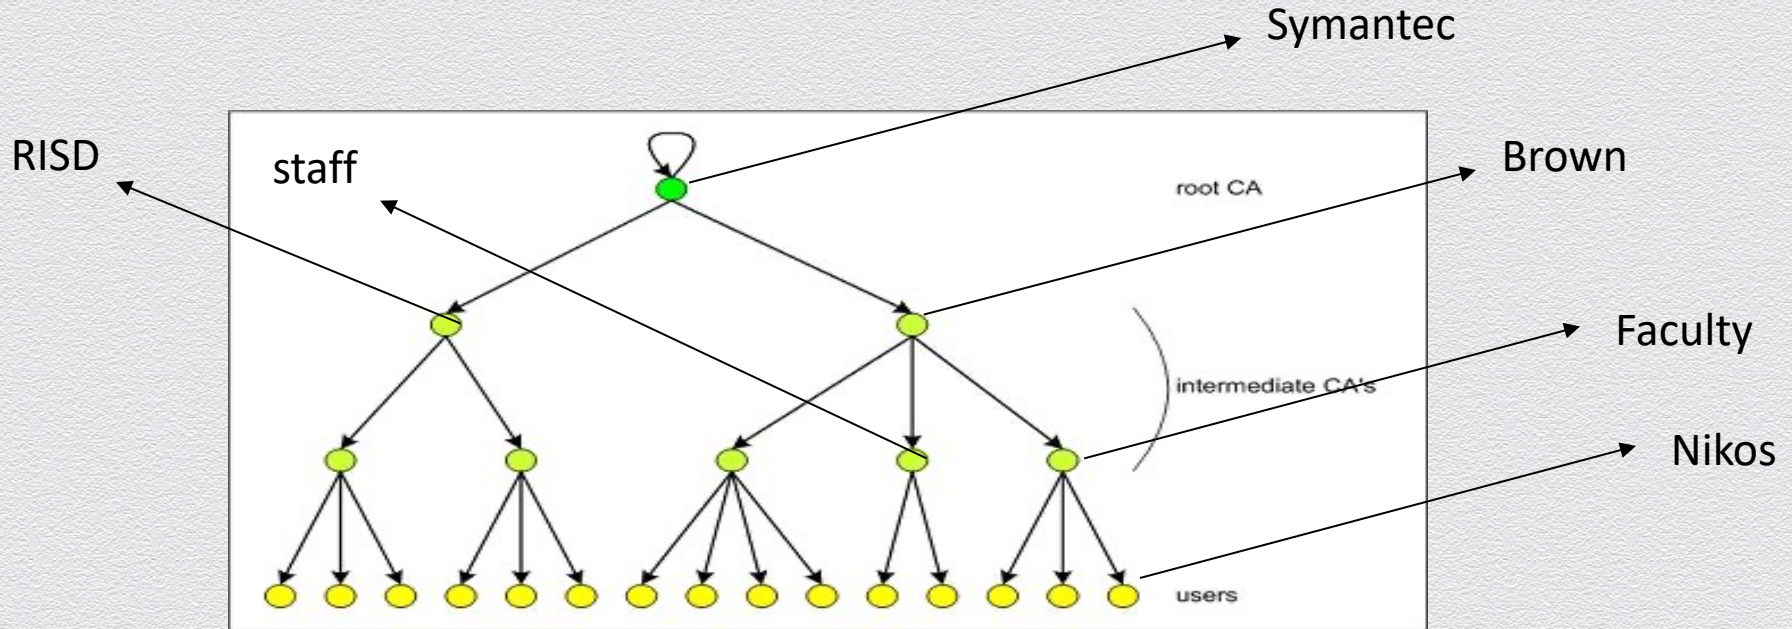 Symantec
RISD
staff
Brown
root CA
Faculty
intermediate CA's
Nikos
users